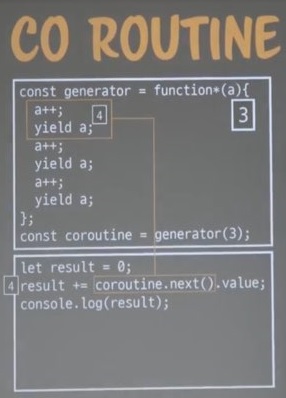 CO ROUTINE
const generator = function*(a){
a++;
4
3
yield a;
a++;
yield a;
a++;
yield a;
};
const coroutine = generator(3);
let result = 0;
4 result += coroutine.next().value;
console.log(result);